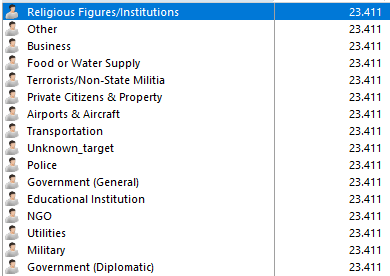 Religious Figures/Institutions 23.411
Other 23.411
Business 23.411
Food or Water Supply 23.411
Terrorists/Non-State Militia 23.411
Private Citizens & Property 23.411
Airports & Aircraft 23.411
Transportation 23.411
Unknown_target 23.411
Police 23.411
Government (General) 23.411
Educational Institution 23.411
NGO 23.411
Utilities 23.411
Military 23.411
Government (Diplomatic) 23.411